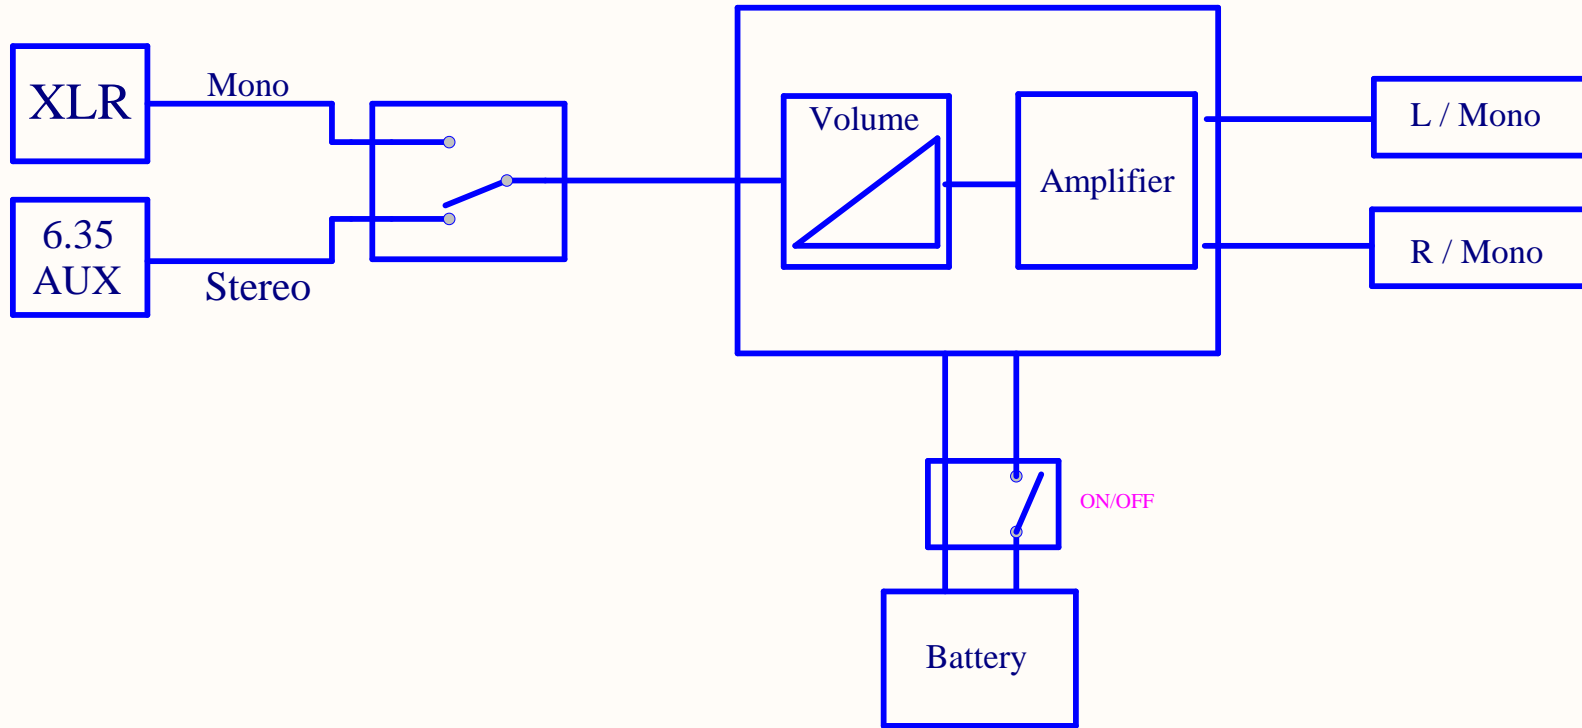 XLR
Mono
6.35
AUX
Stereo
Volume
Amplifier
L / Mono
R / Mono
ON/OFF
Battery